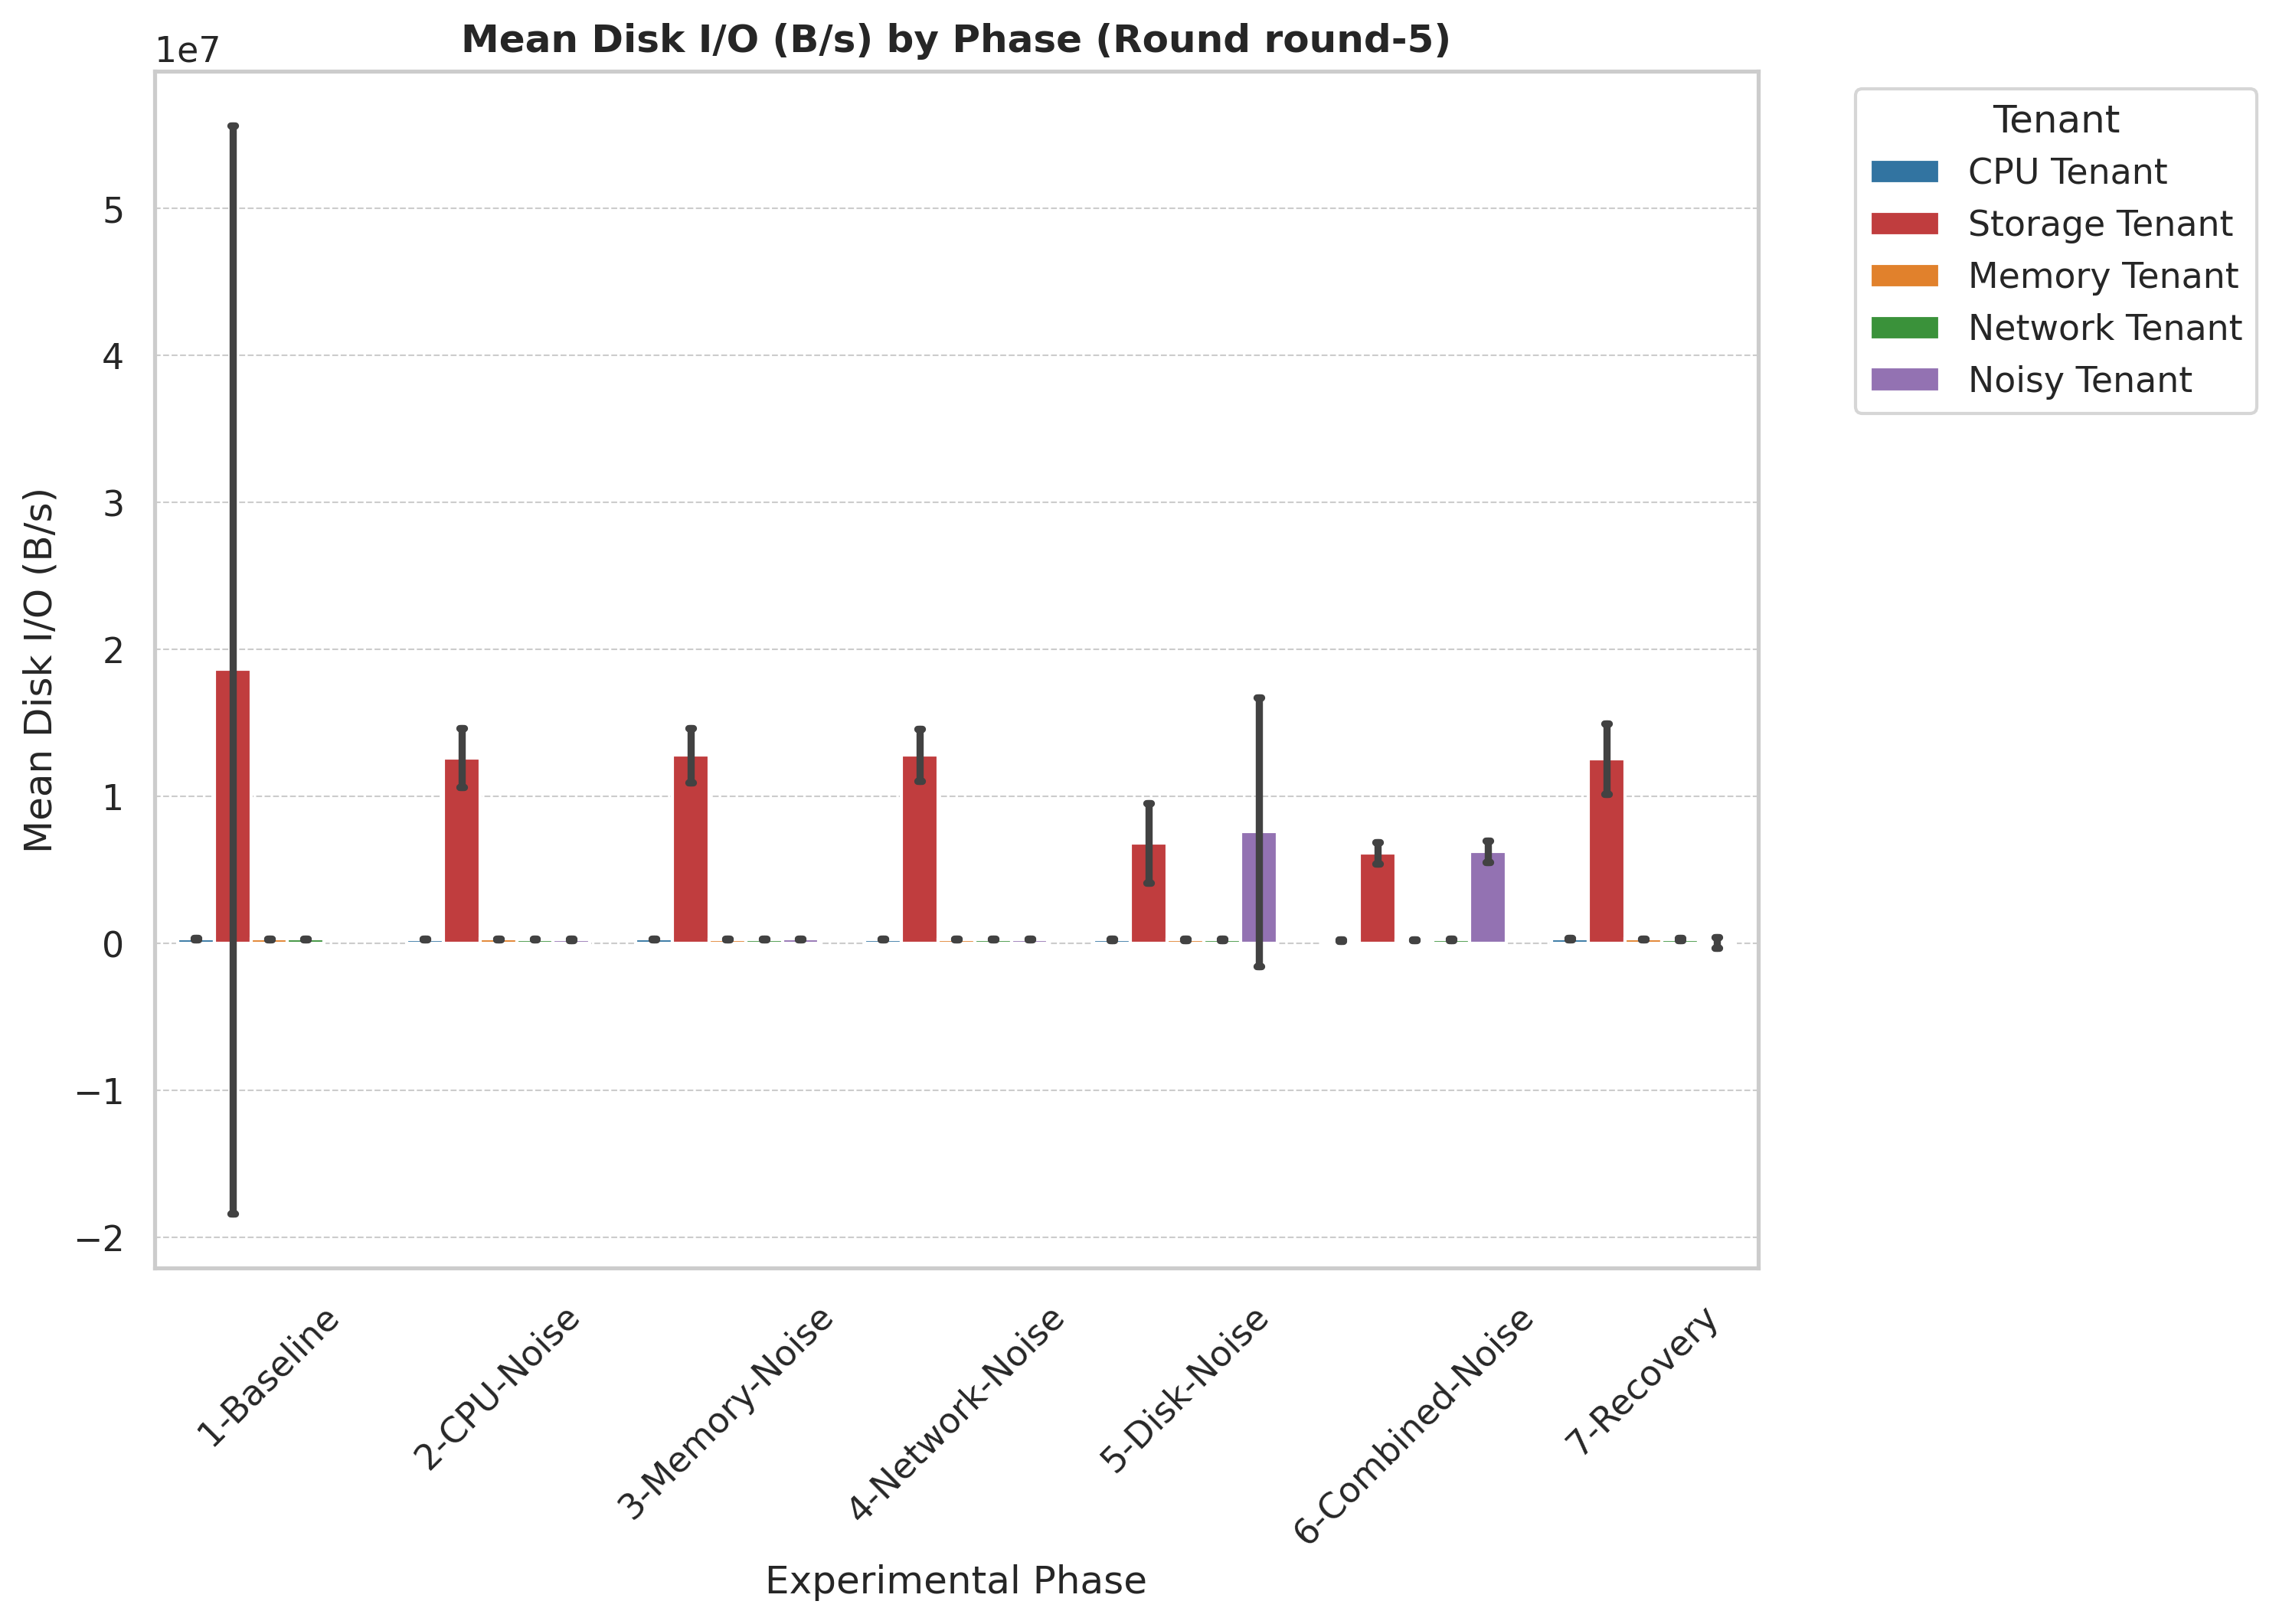 Mean Disk I/O (B/s) by Phase (Round round-5)
1e7
Mean Disk I/O (B/s)
5
4
3
2
1
0
−1
−2
1-Baseline
2-CPU-Noise
3-Memory-Noise
4-Network-Noise
5-Disk-Noise
6-Combined-Noise
7-Recovery
Experimental Phase
Tenant
CPU Tenant
Storage Tenant
Memory Tenant
Network Tenant
Noisy Tenant